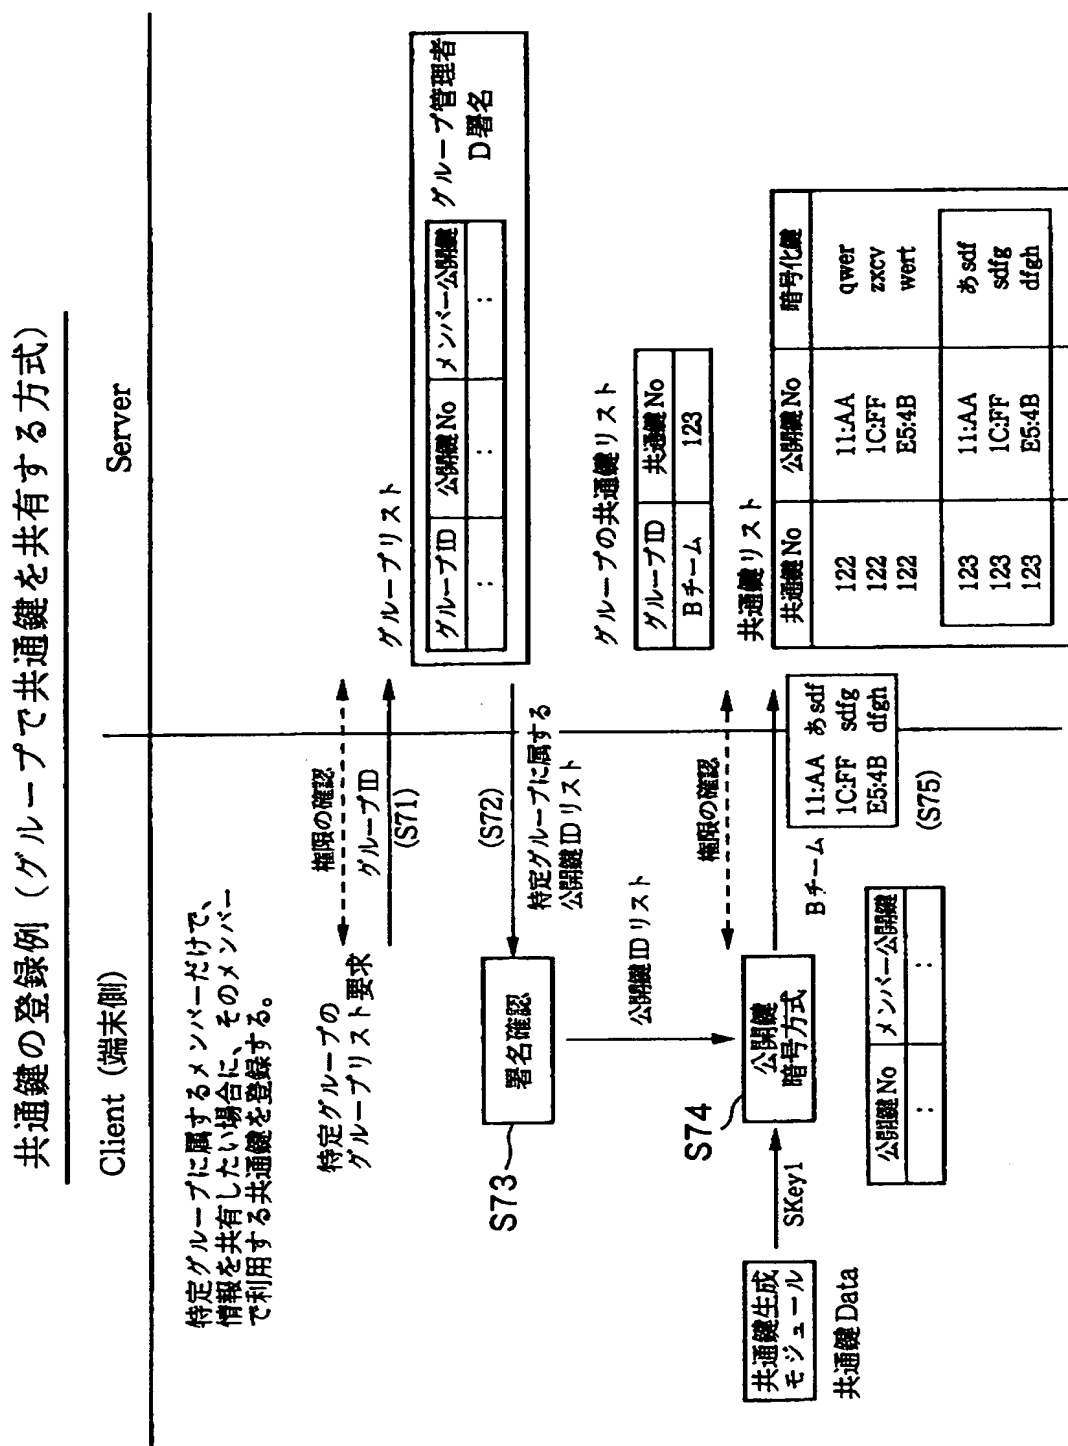 共通鍵の登録例（グループで共通鍵を共有する方式）
Client (端末側)
Server
特定グループに属するメンバーだけで、
情報を共有したい場合に、そのメンバー
で利用する共通鍵を登録する。
特定グループの
グループリスト要求
権限の確認
グループID
(S71)
グループリスト
グループID 公開鍵No メンバー公開鍵
: : :
グループ管理者
D署名
(S72)
特定グループに属する
公開鍵IDリスト
署名確認
S73
公開鍵IDリスト
グループの共通鍵リスト
グループID 共通鍵No
Bチーム 123
権限の確認
共通鍵生成
モジュール
共通鍵Data
SKey1
S74
公開鍵
暗号方式
Bチーム
11:AA あsdf
1C:FF sdfg
E5:4B dfgh
(S75)
公開鍵No メンバー公開鍵
: :
共通鍵リスト
共通鍵No 公開鍵No 暗号化鍵
122 11:AA qwer
122 1C:FF zxcv
122 E5:4B wert
123 11:AA あsdf
123 1C:FF sdfg
123 E5:4B dfgh